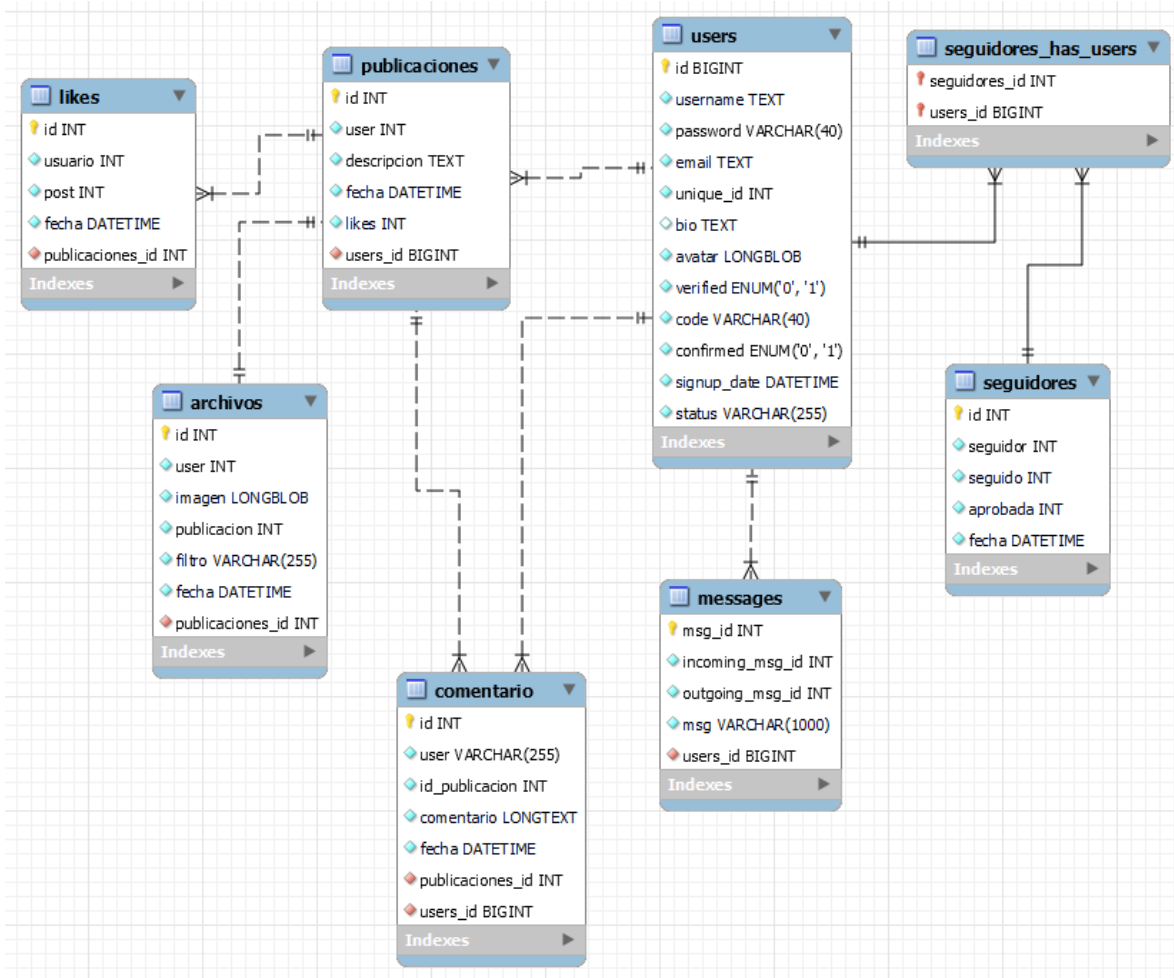 likes
id INT
usuario INT
post INT
fecha DATETIME
publicaciones_id INT
Indexes
publicaciones
id INT
user INT
descripcion TEXT
fecha DATETIME
likes INT
users_id BIGINT
Indexes
users
id BIGINT
username TEXT
password VARCHAR(40)
email TEXT
unique_id INT
bio TEXT
avatar LONGBLOB
verified ENUM('0', '1')
code VARCHAR(40)
confirmed ENUM('0', '1')
signup_date DATETIME
status VARCHAR(255)
Indexes
seguidores_has_users
seguidores_id INT
users_id BIGINT
Indexes
archivos
id INT
user INT
imagen LONGBLOB
publicacion INT
filtro VARCHAR(255)
fecha DATETIME
publicaciones_id INT
Indexes
seguidores
id INT
seguidor INT
seguido INT
aprobada INT
fecha DATETIME
Indexes
comentario
id INT
user VARCHAR(255)
id_publicacion INT
comentario LONGTEXT
fecha DATETIME
publicaciones_id INT
users_id BIGINT
Indexes
messages
msg_id INT
incoming_msg_id INT
outgoing_msg_id INT
msg VARCHAR(1000)
users_id BIGINT
Indexes